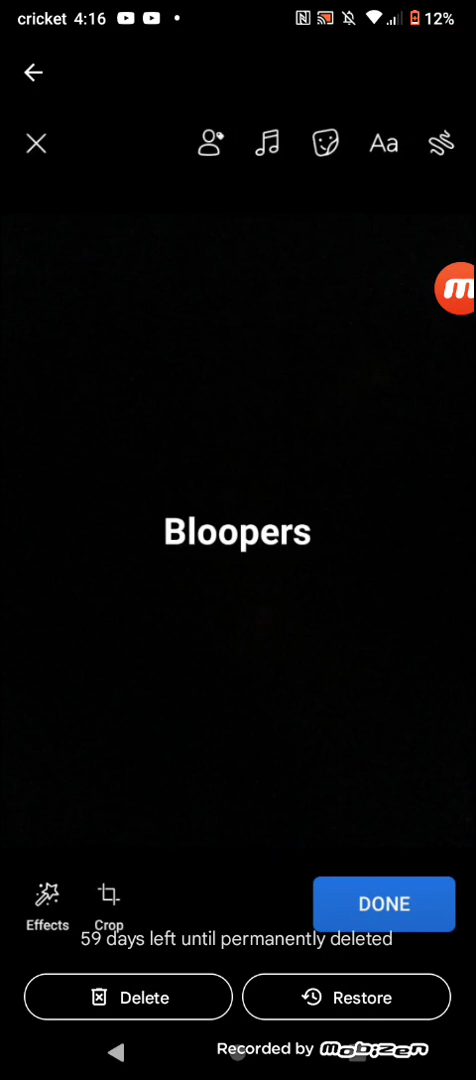 cricket 4:16 12%
Aa
m
Bloopers
Effects Crop DONE
59 days left until permanently deleted
Delete Restore
Recorded by mobizen